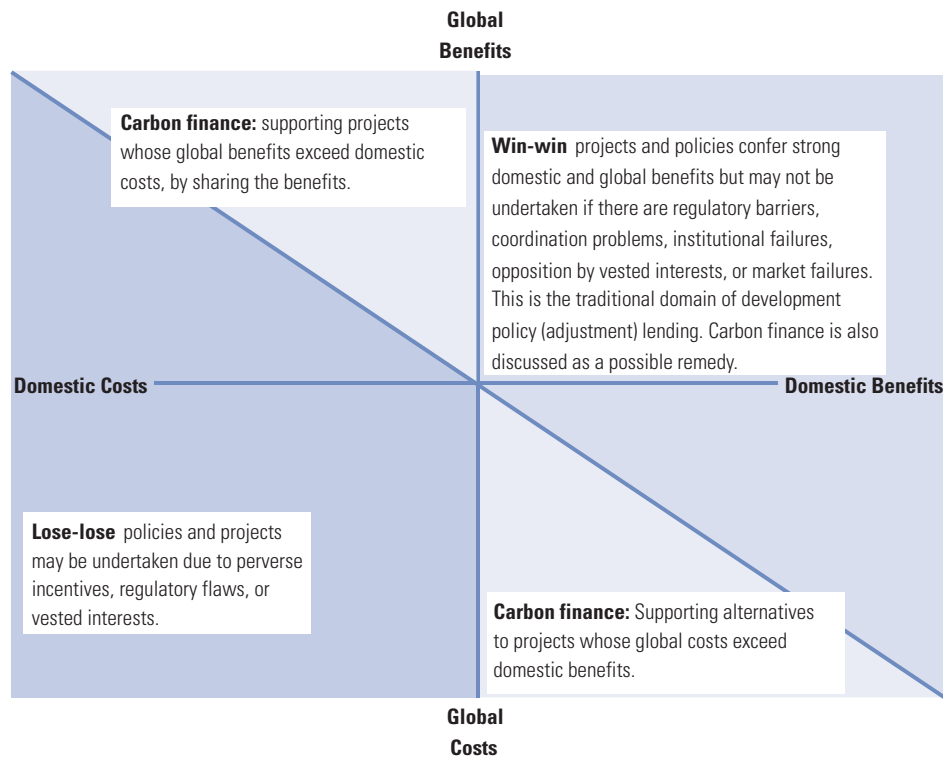 Global
Benefits
Carbon finance: supporting projects
whose global benefits exceed domestic
costs, by sharing the benefits.
Win-win projects and policies confer strong
domestic and global benefits but may not be
undertaken if there are regulatory barriers,
coordination problems, institutional failures,
opposition by vested interests, or market failures.
This is the traditional domain of development
policy (adjustment) lending. Carbon finance is also
discussed as a possible remedy.
Domestic Costs
Domestic Benefits
Lose-lose policies and projects
may be undertaken due to perverse
incentives, regulatory flaws, or
vested interests.
Carbon finance: Supporting alternatives
to projects whose global costs exceed
domestic benefits.
Global
Costs